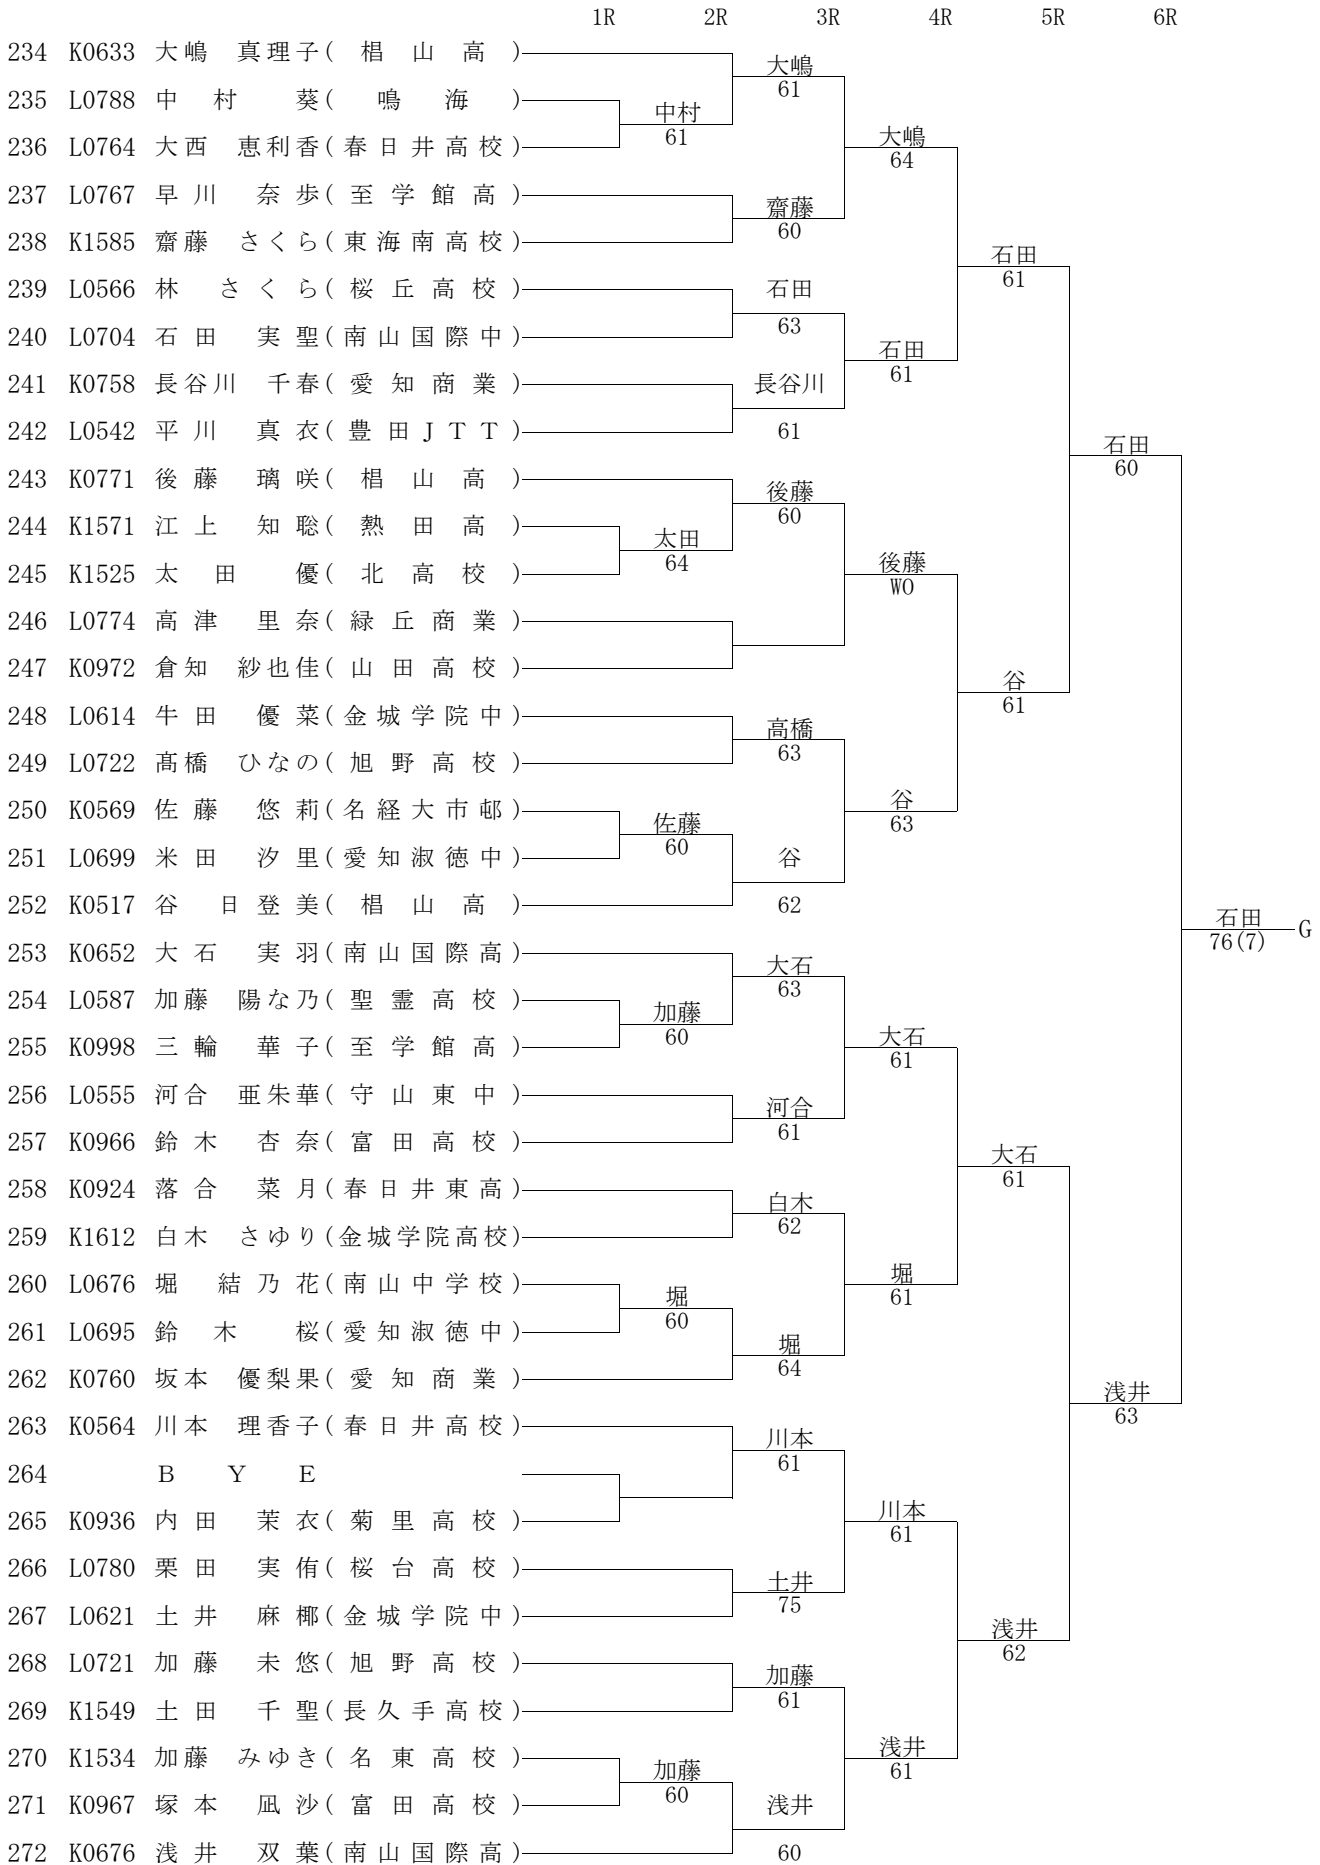 1R 2R 3R 4R 5R 6R
234 K0633 大嶋 真理子( 椙 山 高 )
大嶋
61
235 L0788 中 村 葵( 鳴 海 )
中村
61
236 L0764 大西 恵利香(春日井高校)
大嶋
64
237 L0767 早川 奈歩( 至 学 館 高 )
齋藤
60
238 K1585 齋藤 さくら(東海南高校)
石田
61
239 L0566 林 さくら( 桜 丘 高 校 )
石田
63
240 L0704 石田 実聖(南山国際中)
石田
61
241 K0758 長谷川 千春( 愛 知 商 業 )
長谷川
61
242 L0542 平川 真衣( 豊田JTT )
石田
60
243 K0771 後藤 璃咲( 椙 山 高 )
後藤
60
244 K1571 江上 知聡( 熱 田 高 )
太田
64
245 K1525 太 田 優( 北 高 校 )
後藤
WO
246 L0774 高津 里奈( 緑 丘 商 業 )
247 K0972 倉知 紗也佳( 山 田 高 校 )
谷
61
248 L0614 牛田 優菜(金城学院中)
高橋
63
249 L0722 髙橋 ひなの( 旭 野 高 校 )
谷
63
250 K0569 佐藤 悠莉(名経大市邨)
佐藤
60
251 L0699 米田 汐里(愛知淑徳中)
谷
62
252 K0517 谷 日登美( 椙 山 高 )
石田
76(7)
G
253 K0652 大石 実羽(南山国際高)
大石
63
254 L0587 加藤 陽な乃( 聖 霊 高 校 )
加藤
60
255 K0998 三輪 華子( 至 学 館 高 )
大石
61
256 L0555 河合 亜朱華( 守 山 東 中 )
河合
61
257 K0966 鈴木 杏奈( 富 田 高 校 )
大石
61
258 K0924 落合 菜月(春日井東高)
白木
62
259 K1612 白木 さゆり(金城学院高校)
堀
61
260 L0676 堀 結乃花(南山中学校)
堀
60
261 L0695 鈴 木 桜(愛知淑徳中)
堀
64
262 K0760 坂本 優梨果( 愛 知 商 業 )
浅井
63
263 K0564 川本 理香子(春日井高校)
川本
61
264 B Y E
265 K0936 内田 茉衣( 菊 里 高 校 )
川本
61
266 L0780 栗田 実侑( 桜 台 高 校 )
土井
75
267 L0621 土井 麻椰(金城学院中)
浅井
62
268 L0721 加藤 未悠( 旭 野 高 校 )
加藤
61
269 K1549 土田 千聖(長久手高校)
浅井
61
270 K1534 加藤 みゆき( 名 東 高 校 )
加藤
60
271 K0967 塚本 凪沙( 富 田 高 校 )
浅井
60
272 K0676 浅井 双葉(南山国際高)